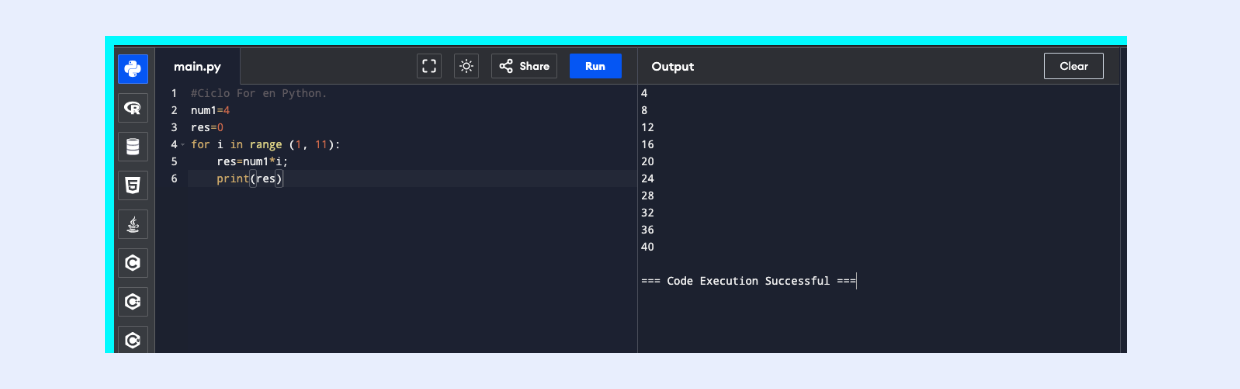 main.py
Share
Run
Output
Clear
1 #Ciclo For en Python.
2 num1=4
3 res=0
4 for i in range (1, 11):
5 res=num1*i;
6 print(res)
4
8
12
16
20
24
28
32
36
40
=== Code Execution Successful ===